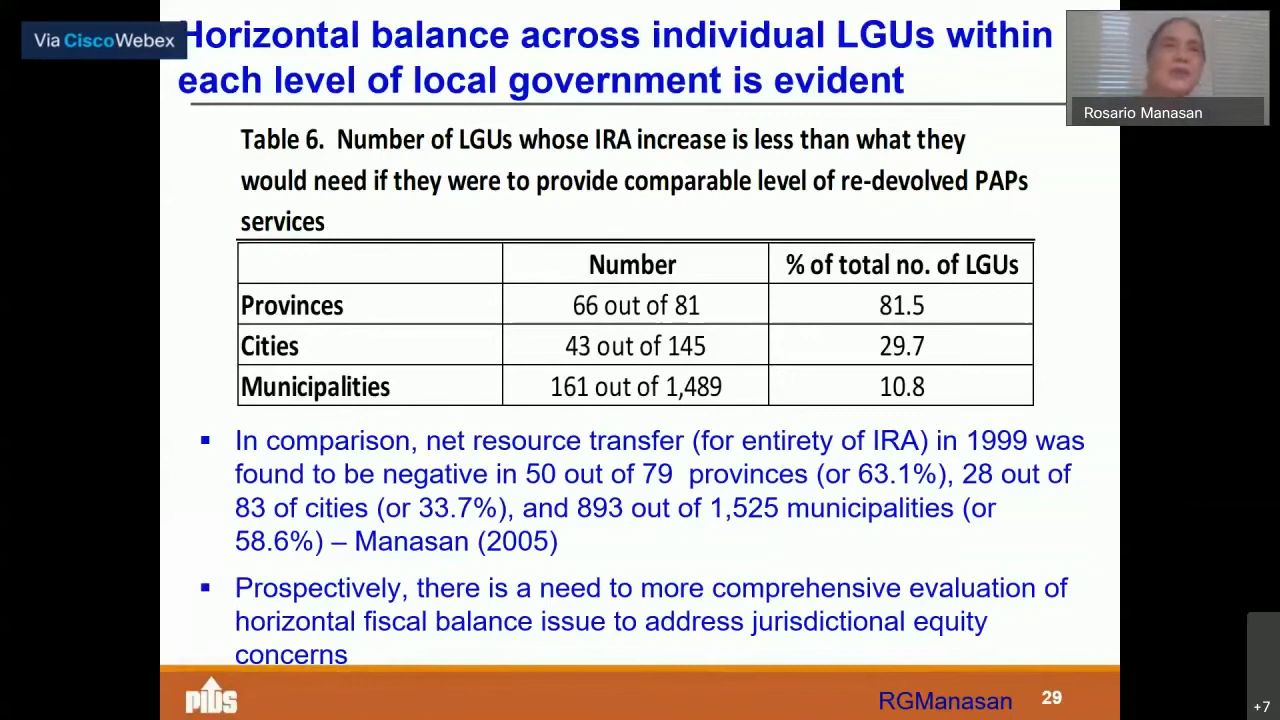 Via Cisco Webex
Horizontal balance across individual LGUs within
each level of local government is evident
Rosario Manasan
Table 6. Number of LGUs whose IRA increase is less than what they
would need if they were to provide comparable level of re-devolved PAPs
services
Number % of total no. of LGUs
Provinces 66 out of 81 81.5
Cities 43 out of 145 29.7
Municipalities 161 out of 1,489 10.8
▪ In comparison, net resource transfer (for entirety of IRA) in 1999 was
found to be negative in 50 out of 79 provinces (or 63.1%), 28 out of
83 of cities (or 33.7%), and 893 out of 1,525 municipalities (or
58.6%) – Manasan (2005)
▪ Prospectively, there is a need to more comprehensive evaluation of
horizontal fiscal balance issue to address jurisdictional equity
concerns
PIDS
RGManasan 29
+7